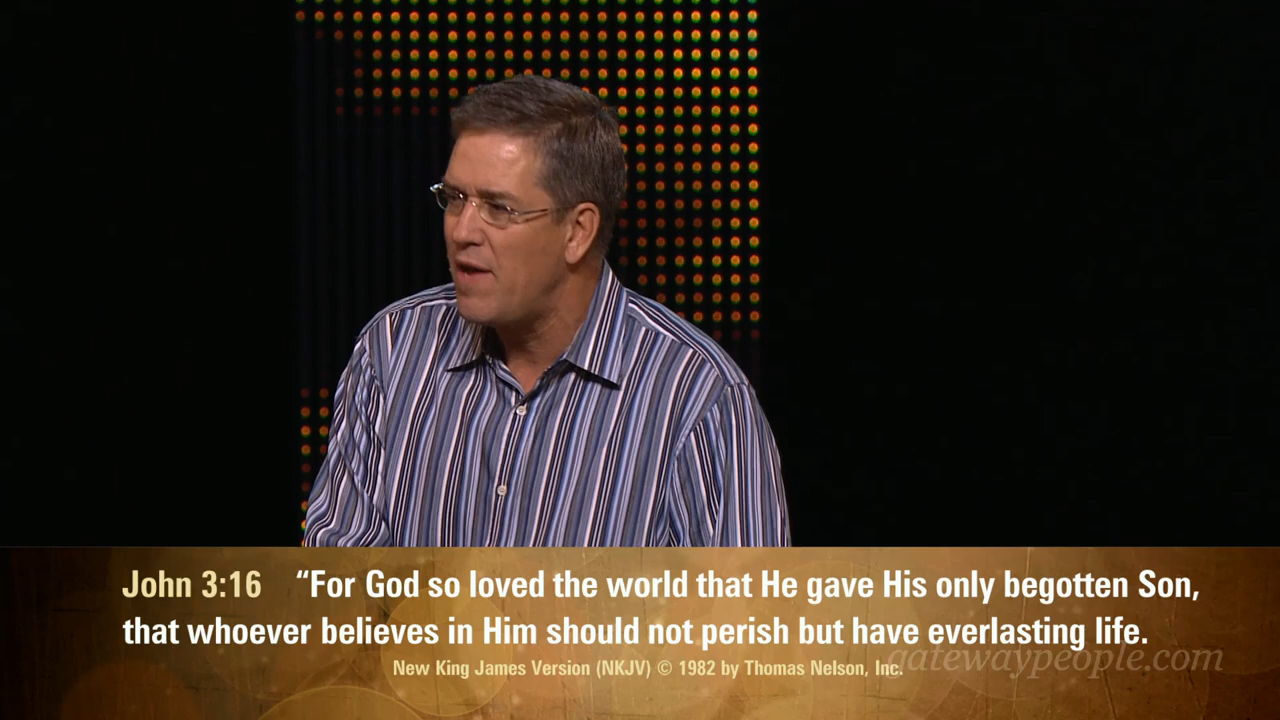 John 3:16 “For God so loved the world that He gave His only begotten Son,
that whoever believes in Him should not perish but have everlasting life.
New King James Version (NKJV) © 1982 by Thomas Nelson, Inc.
gatewaypeople.com